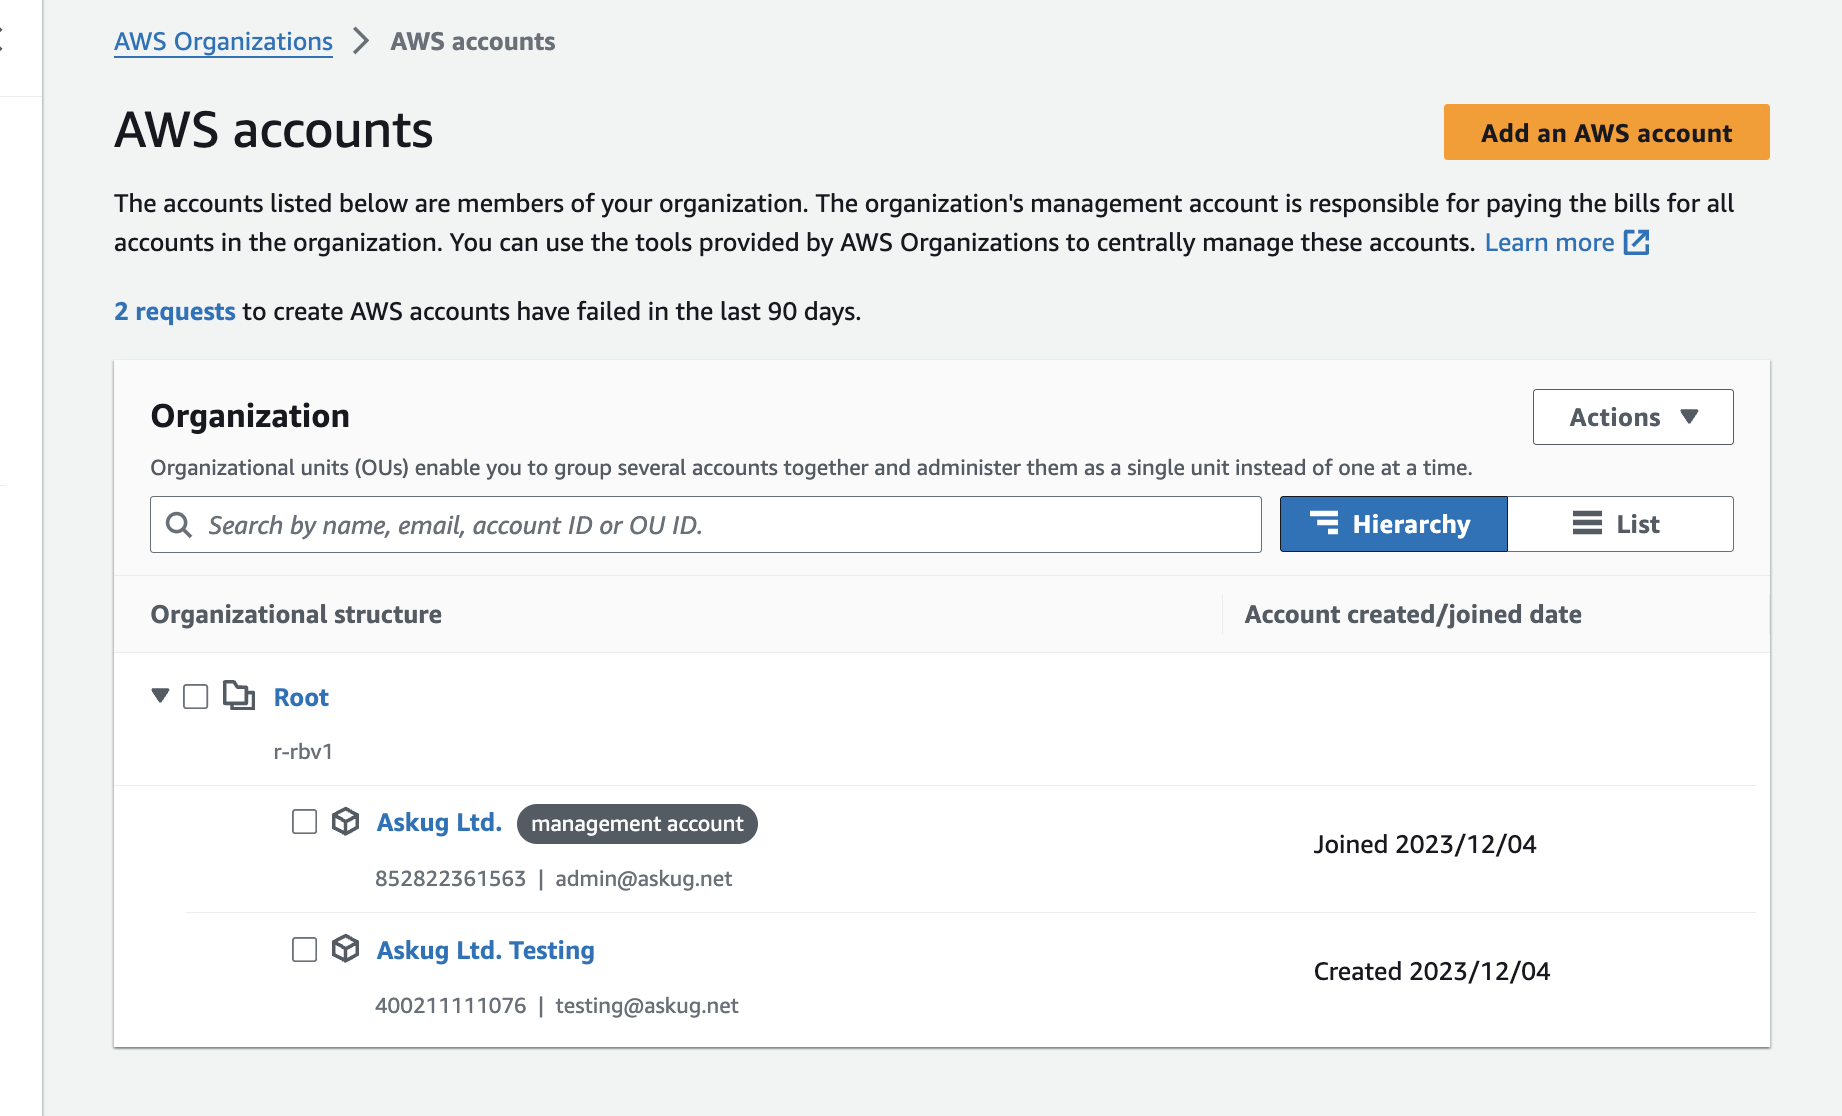 AWS Organizations > AWS accounts
AWS accounts
Add an AWS account
The accounts listed below are members of your organization. The organization's management account is responsible for paying the bills for all
accounts in the organization. You can use the tools provided by AWS Organizations to centrally manage these accounts. Learn more
2 requests to create AWS accounts have failed in the last 90 days.
Organization
Actions
Organizational units (OUs) enable you to group several accounts together and administer them as a single unit instead of one at a time.
Search by name, email, account ID or OU ID.
Hierarchy
List
Organizational structure
Account created/joined date
Root
r-rbv1
Askug Ltd. management account
Joined 2023/12/04
852822361563 | admin@askug.net
Askug Ltd. Testing
Created 2023/12/04
400211111076 | testing@askug.net